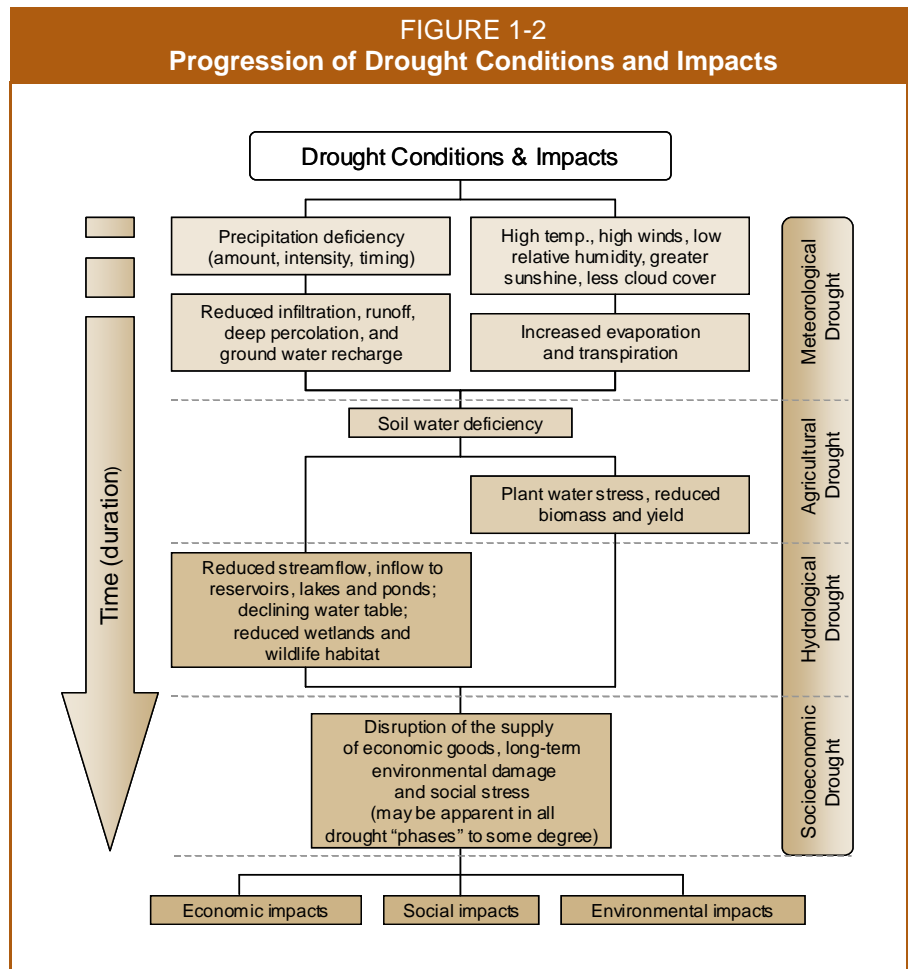 FIGURE 1-2
Progression of Drought Conditions and Impacts
Drought Conditions & Impacts
Precipitation deficiency
(amount, intensity, timing)
High temp., high winds, low
relative humidity, greater
sunshine, less cloud cover
Reduced infiltration, runoff,
deep percolation, and
ground water recharge
Increased evaporation
and transpiration
Meteorological
Drought
Soil water deficiency
Plant water stress, reduced
biomass and yield
Agricultural
Drought
Time (duration)
Reduced streamflow, inflow to
reservoirs, lakes and ponds;
declining water table;
reduced wetlands and
wildlife habitat
Hydrological
Drought
Disruption of the supply
of economic goods, long-term
environmental damage
and social stress
(may be apparent in all
drought “phases” to some degree)
Socioeconomic
Drought
Economic impacts
Social impacts
Environmental impacts